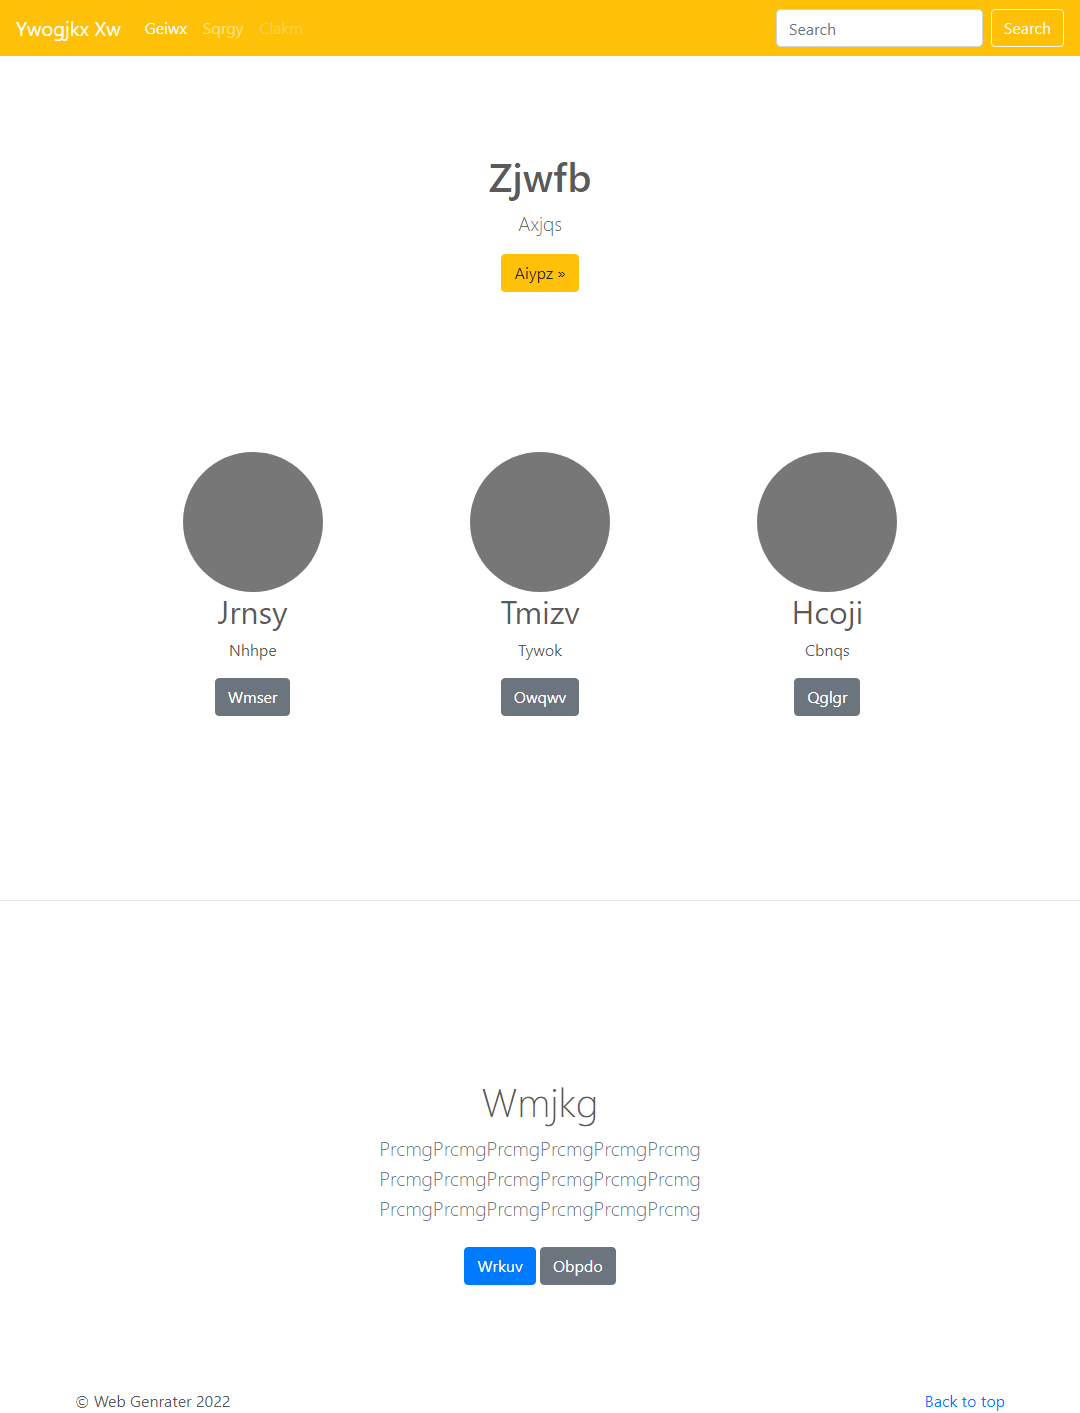 Ywogjkx Xw Geiwx Sqrgy Clakm Search Search
Zjwfb
Axjqs
Aiypz »
Jrnsy Tmizv Hcoji
Nhhpe Tywok Cbnqs
Wmser Owqwv Qglgr
Wmjkg
PrcmgPrcmgPrcmgPrcmgPrcmgPrcmg
PrcmgPrcmgPrcmgPrcmgPrcmgPrcmg
PrcmgPrcmgPrcmgPrcmgPrcmgPrcmg
Wrkuv Obpdo
© Web Genrater 2022 Back to top